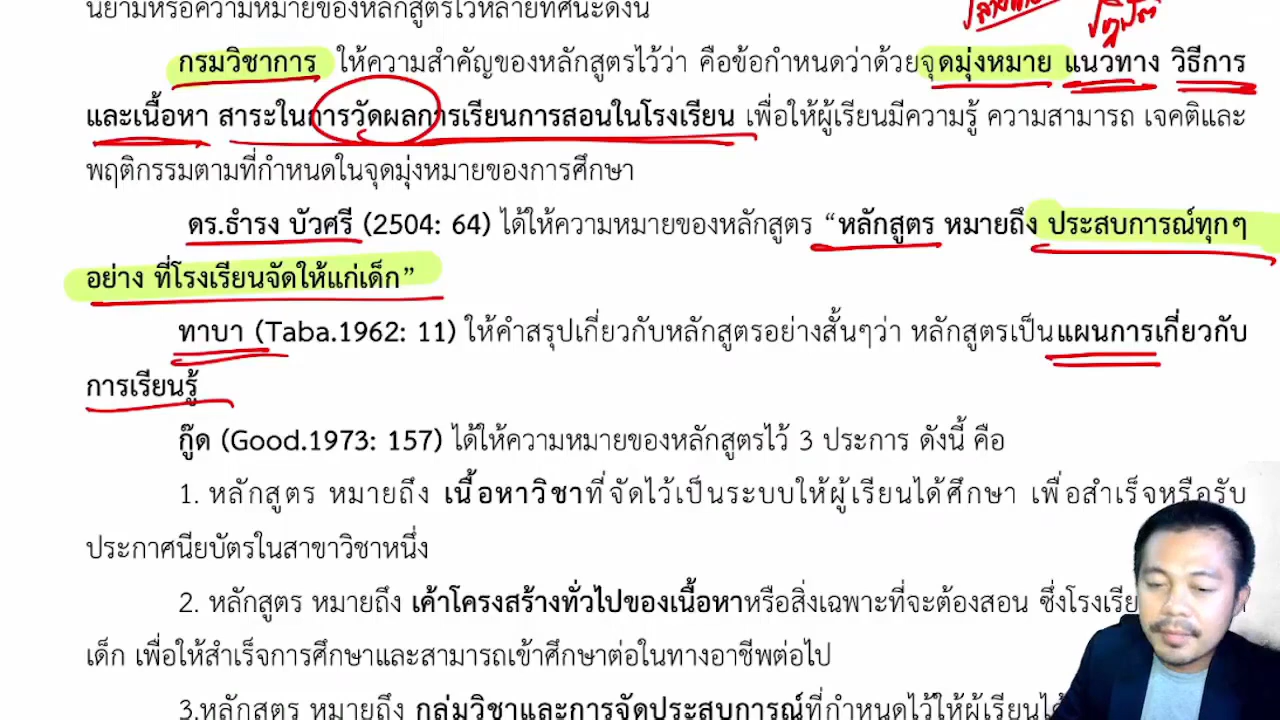 นิยามหรือความหมายของหลักสูตรไว้หลายทัศนะดังนี้
กรมวิชาการ ให้ความสำคัญของหลักสูตรไว้ว่า คือข้อกำหนดว่าด้วยจุดมุ่งหมาย แนวทาง วิธีการ
และเนื้อหา สาระในการวัดผลการเรียนการสอนในโรงเรียน เพื่อให้ผู้เรียนมีความรู้ ความสามารถ เจคติและ
พฤติกรรมตามที่กำหนดในจุดมุ่งหมายของการศึกษา
ดร.ธำรง บัวศรี (2504: 64) ได้ให้ความหมายของหลักสูตร “หลักสูตร หมายถึง ประสบการณ์ทุกๆ
อย่าง ที่โรงเรียนจัดให้แก่เด็ก”
ทาบา (Taba.1962: 11) ให้คำสรุปเกี่ยวกับหลักสูตรอย่างสั้นๆว่า หลักสูตรเป็นแผนการเกี่ยวกับ
การเรียนรู้
กู๊ด (Good.1973: 157) ได้ให้ความหมายของหลักสูตรไว้ 3 ประการ ดังนี้ คือ
1. หลักสูตร หมายถึง เนื้อหาวิชาที่จัดไว้เป็นระบบให้ผู้เรียนได้ศึกษา เพื่อสำเร็จหรือรับ
ประกาศนียบัตรในสาขาวิชาหนึ่ง
2. หลักสูตร หมายถึง เค้าโครงสร้างทั่วไปของเนื้อหาหรือสิ่งเฉพาะที่จะต้องสอน ซึ่งโรงเรีย
เด็ก เพื่อให้สำเร็จการศึกษาและสามารถเข้าศึกษาต่อในทางอาชีพต่อไป
3.หลักสูตร หมายถึง กลุ่มวิชาและการจัดประสบการณ์ที่กำหนดไว้ให้ผู้เรียนได้